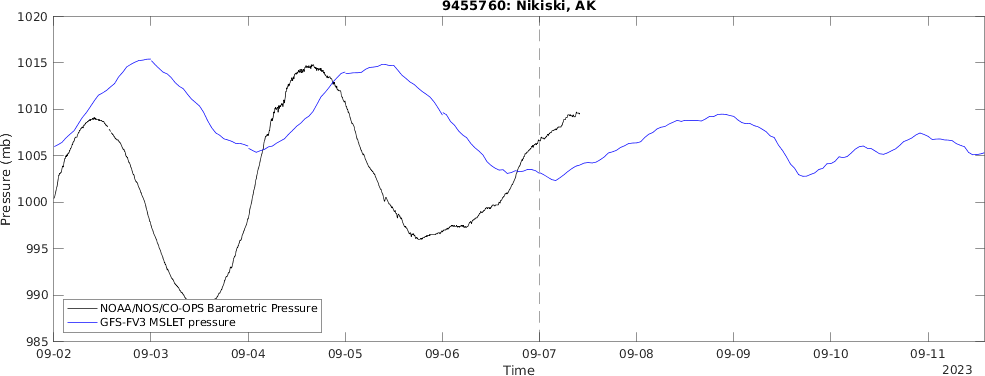 9455760: Nikiski, AK
Pressure (mb)
1020
1015
1010
1005
1000
995
990
985
NOAA/NOS/CO-OPS Barometric Pressure
GFS-FV3 MSLET pressure
09-02 09-03 09-04 09-05 09-06 09-07 09-08 09-09 09-10 09-11
Time
2023